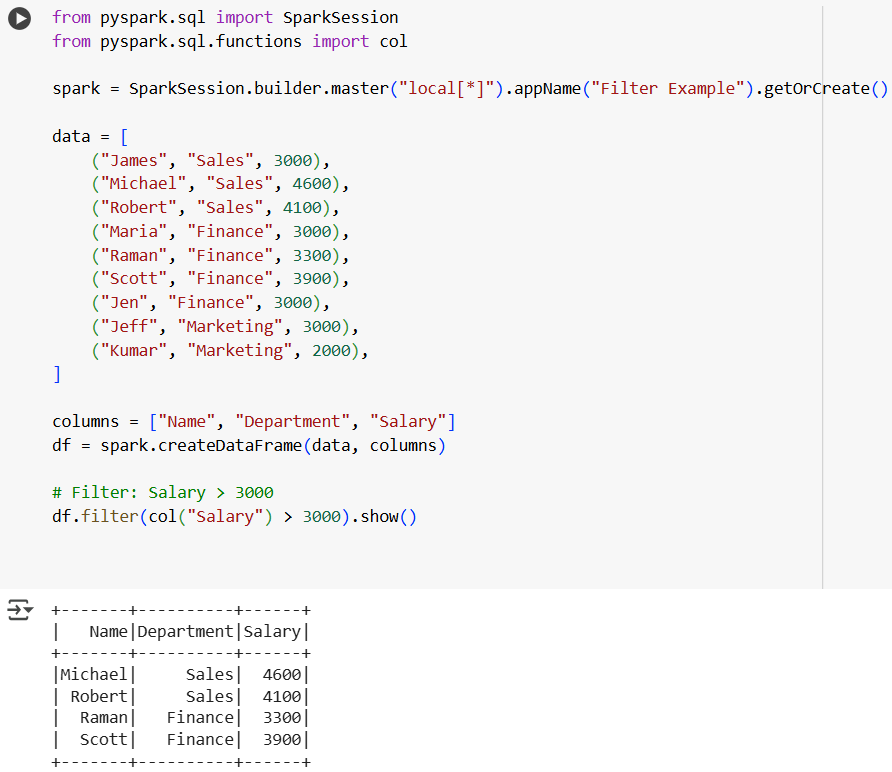 from pyspark.sql import SparkSession
from pyspark.sql.functions import col

spark = SparkSession.builder.master("local[*]").appName("Filter Example").getOrCreate()

data = [
    ("James", "Sales", 3000),
    ("Michael", "Sales", 4600),
    ("Robert", "Sales", 4100),
    ("Maria", "Finance", 3000),
    ("Raman", "Finance", 3300),
    ("Scott", "Finance", 3900),
    ("Jen", "Finance", 3000),
    ("Jeff", "Marketing", 3000),
    ("Kumar", "Marketing", 2000),
]

columns = ["Name", "Department", "Salary"]
df = spark.createDataFrame(data, columns)

# Filter: Salary > 3000
df.filter(col("Salary") > 3000).show()

+-------+----------+------+
|   Name|Department|Salary|
+-------+----------+------+
|Michael|     Sales|  4600|
| Robert|     Sales|  4100|
|  Raman|   Finance|  3300|
|  Scott|   Finance|  3900|
+-------+----------+------+